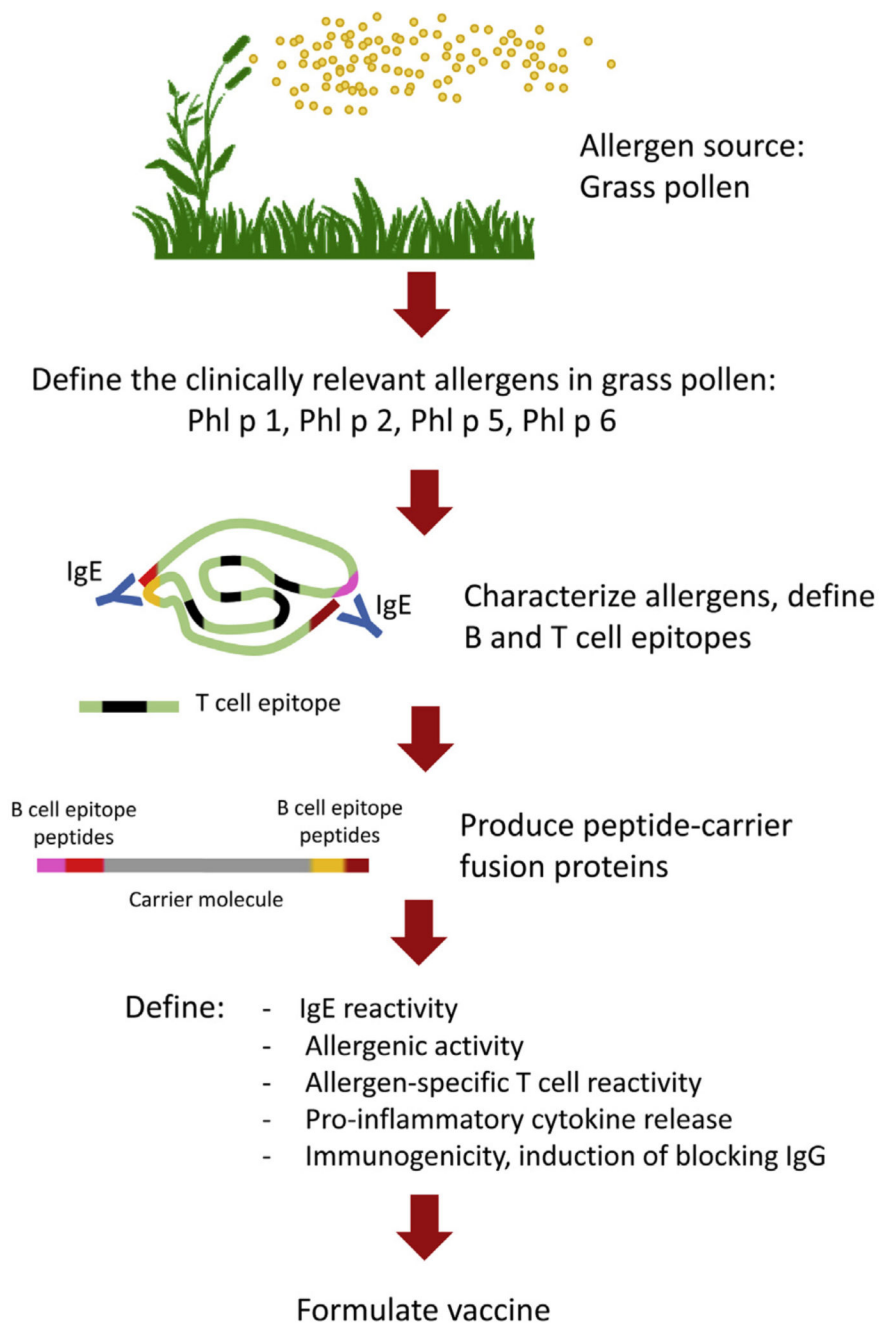 Allergen source:
Grass pollen
Define the clinically relevant allergens in grass pollen:
Phl p 1, Phl p 2, Phl p 5, Phl p 6
IgE
IgE
Characterize allergens, define
B and T cell epitopes
T cell epitope
B cell epitope
peptides
B cell epitope
peptides
Carrier molecule
Produce peptide-carrier
fusion proteins
Define:
- IgE reactivity
- Allergenic activity
- Allergen-specific T cell reactivity
- Pro-inflammatory cytokine release
- Immunogenicity, induction of blocking IgG
Formulate vaccine